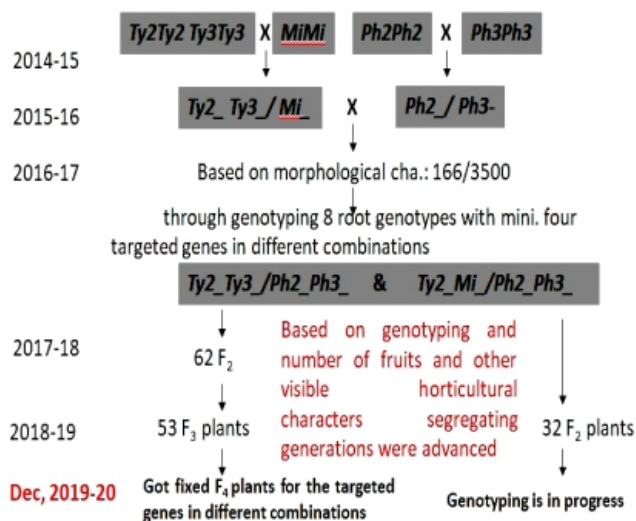 Ty2Ty2 Ty3Ty3 X MiMi Ph2Ph2 X Ph3Ph3
2014-15
Ty2_ Ty3_/ Mi_ X Ph2_/ Ph3-
2015-16
2016-17 Based on morphological cha.: 166/3500
through genotyping 8 root genotypes with mini. four
targeted genes in different combinations
Ty2_Ty3_/Ph2_Ph3_ & Ty2_Mi_/Ph2_Ph3_
2017-18
62 F2
Based on genotyping and
number of fruits and other
visible horticultural
characters segregating
generations were advanced
2018-19 53 F3 plants 32 F2 plants
Dec, 2019-20
Got fixed F4 plants for the targeted
genes in different combinations
Genotyping is in progress